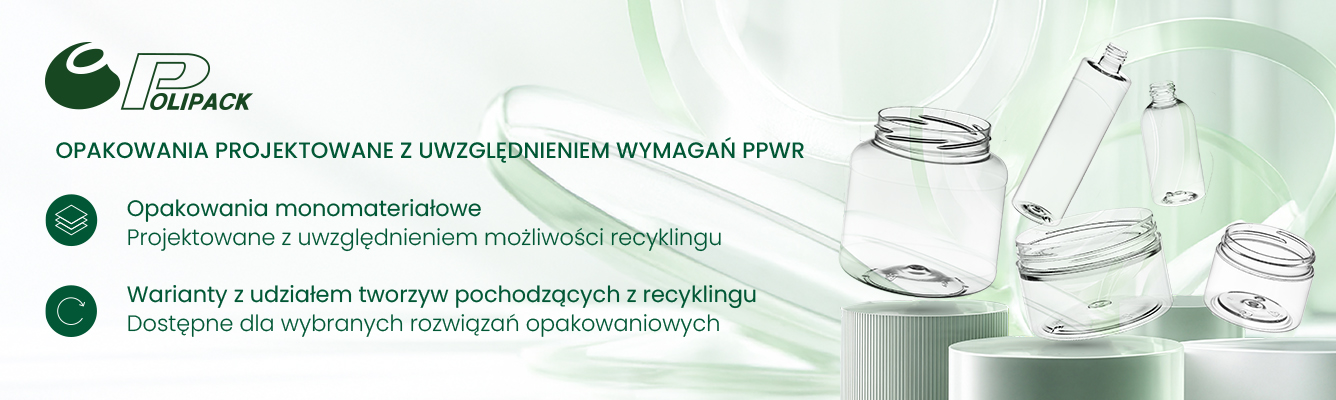 POLIPACK
OPAKOWANIA PROJEKTOWANE Z UWZGLĘDNIENIEM WYMAGAŃ PPWR
Opakowania monomateriałowe
Projektowane z uwzględnieniem możliwości recyklingu
Warianty z udziałem tworzyw pochodzących z recyklingu
Dostępne dla wybranych rozwiązań opakowaniowych